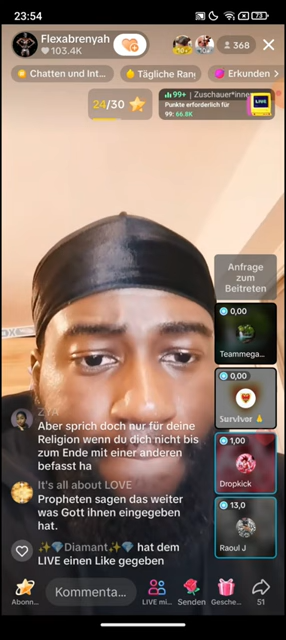 23:54
73
Flexabrenyah
103.4K
368
Chatten und Int...
Tägliche Rang
Erkunden >
24/30
99+ | Zuschauer*inne
Punkte erforderlich für
99: 66.8K
LIVE
Anfrage
zum
Beitreten
0,00
Teammega...
0,00
Survivor
1,00
Dropkick
13,0
Raoul J
ZYA
Aber sprich doch nur für deine
Religion wenn du dich nicht bis
zum Ende mit einer anderen
befasst ha
It's all about LOVE
Propheten sagen das weiter
was Gott ihnen eingegeben
hat.
✨💎Diamant✨💎 hat dem
LIVE einen Like gegeben
Abonn...
Kommenta...
LIVE mi...
Senden
Gesche...
51